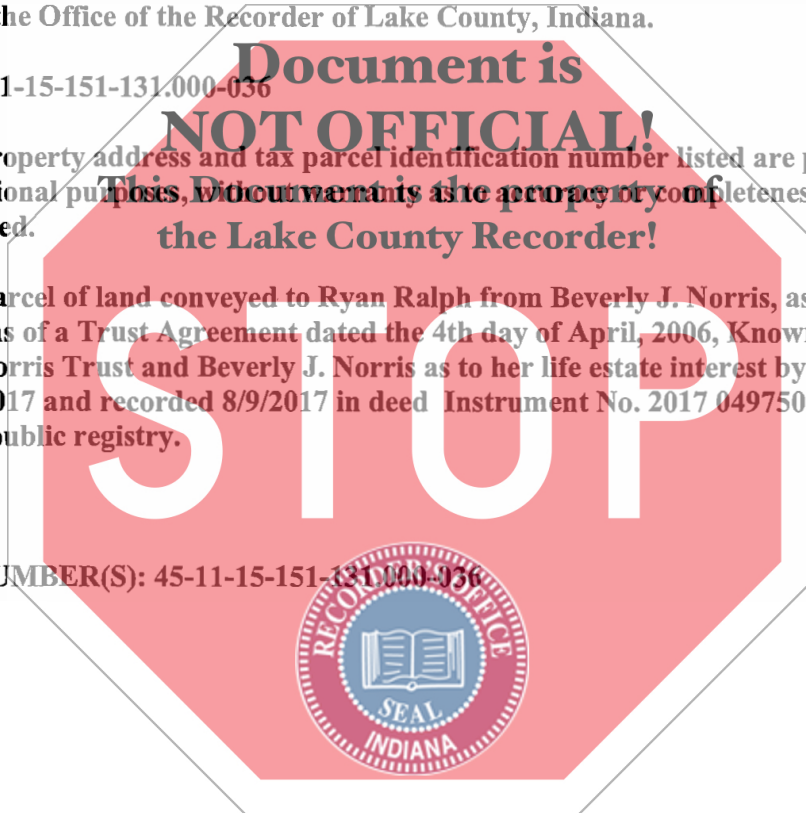 the Office of the Recorder of Lake County, Indiana.
Document is
1-15-151-131.000-036
NOT OFFICIAL!
roperty address and tax parcel identification number listed are p
This Document is the property of
ional purposes, without warranty as to accuracy or completenes
ed.
the Lake County Recorder!
arcel of land conveyed to Ryan Ralph from Beverly J. Norris, as
s of a Trust Agreement dated the 4th day of April, 2006, Know
orris Trust and Beverly J. Norris as to her life estate interest by
017 and recorded 8/9/2017 in deed Instrument No. 2017 049750
ublic registry.
STOP
UMBER(S): 45-11-15-151-131.000-036
RECORDER'S OFFICE
SEAL
INDIANA